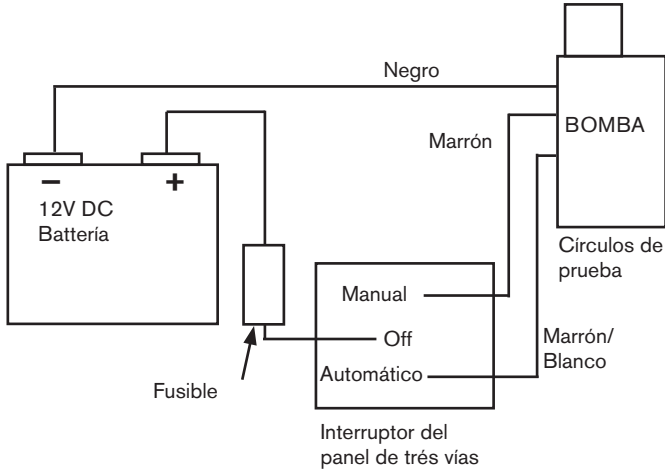 Negro
BOMBA
Marrón
–
+
12V DC
Battería
Círculos de
prueba
Manual
Off
Automático
Marrón/
Blanco
Fusible
Interruptor del
panel de trés vías